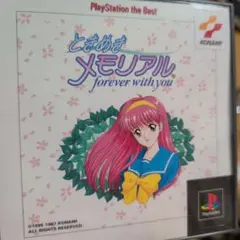 PlayStation the Best
KONAMI
ときめき
メモリアル
forever with you
PlayStation
ALL RIGHTS RESERVED.